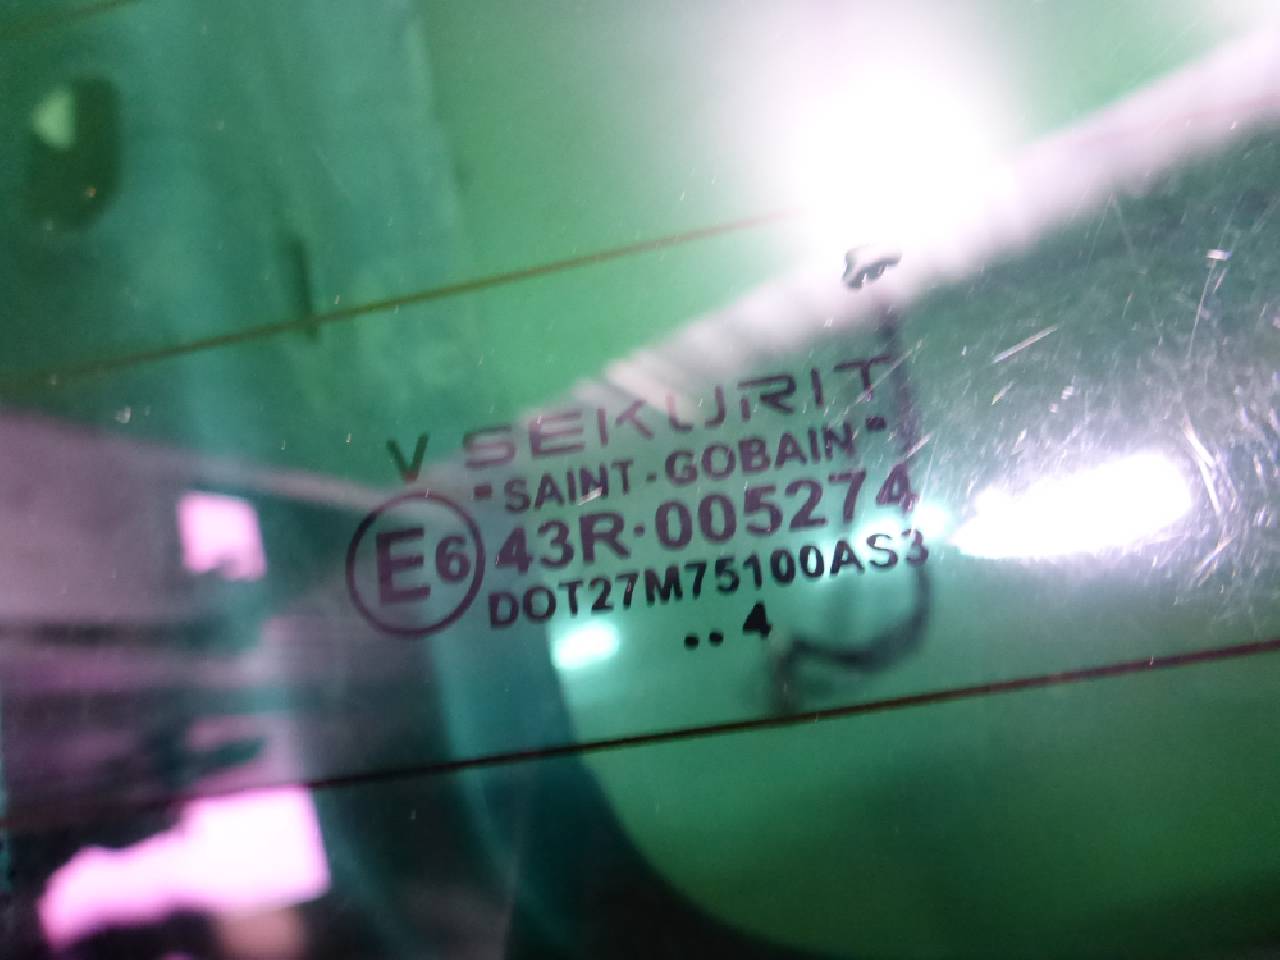 V SEKURIT
"SAINT-GOBAIN"
E6 43R-005274
DOT27M75100AS3
..4